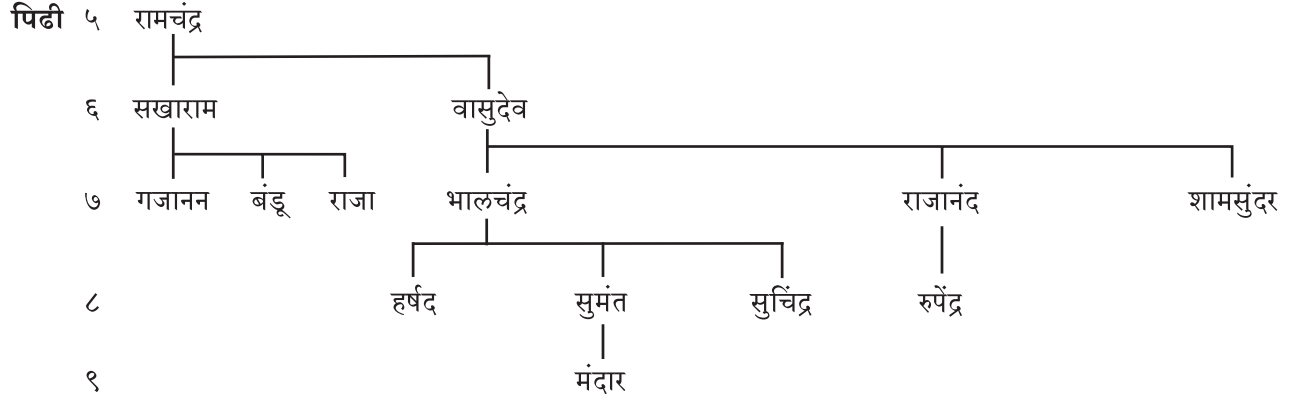 पिढी ५ रामचंद्र
६ सखाराम वासुदेव
७ गजानन बंडू राजा भालचंद्र राजानंद शामसुंदर
८ हर्षद सुमंत सुचिंद्र रुपेंद्र
९ मंदार